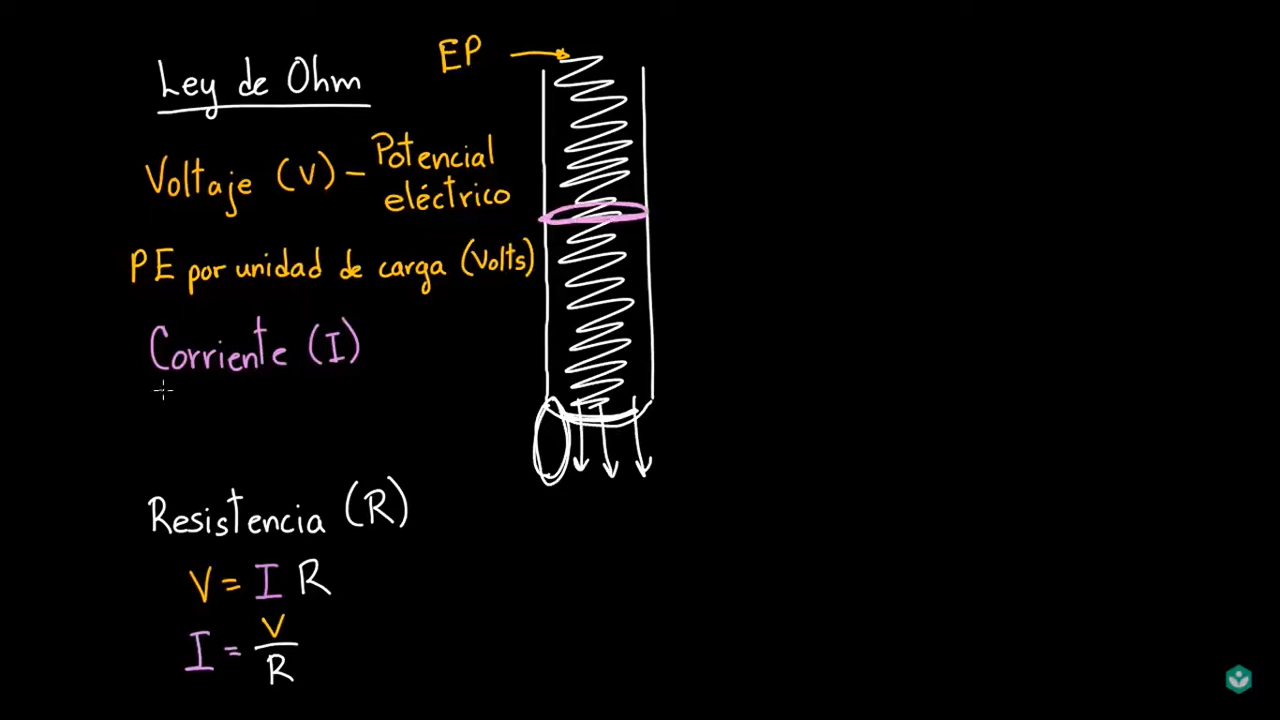 Ley de Ohm
EP
Voltaje (V) – Potencial
eléctrico
PE por unidad de carga (Volts)
Corriente (I)
Resistencia (R)
V = I R
I = V
R